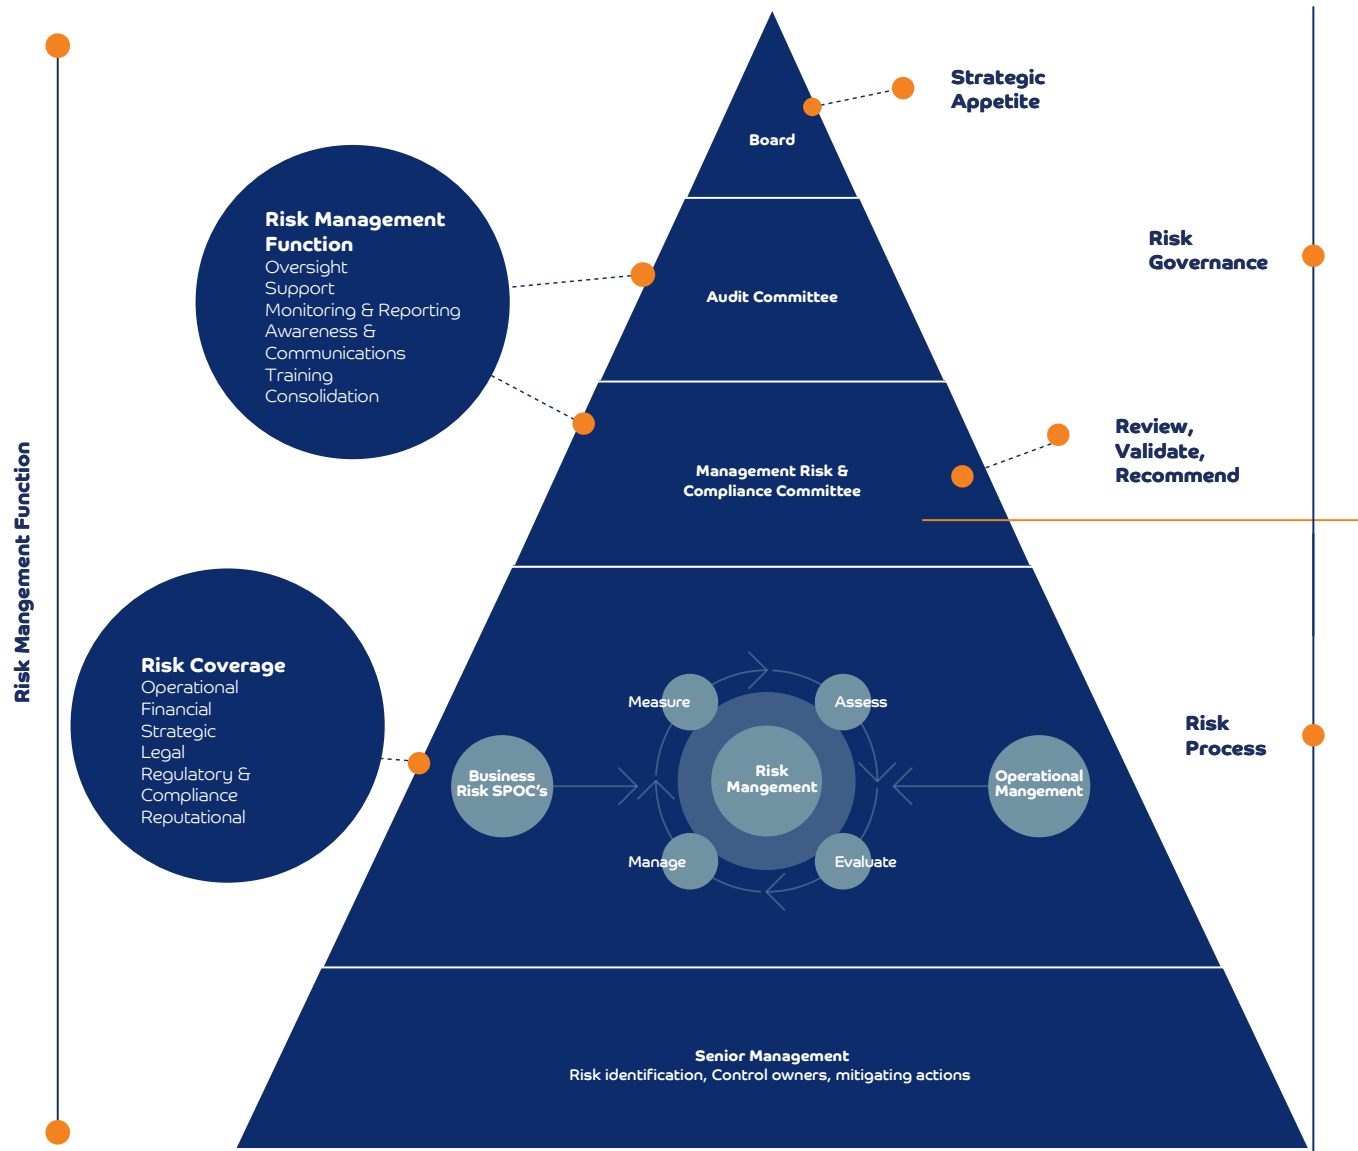 Strategic
Appetite
Board
Risk Management
Function
Oversight
Support
Monitoring & Reporting
Awareness &
Communications
Training
Consolidation
Risk
Governance
Audit Committee
Review,
Validate,
Recommend
Management Risk &
Compliance Committee
Risk Mangement Function
Risk Coverage
Operational
Financial
Strategic
Legal
Regulatory &
Compliance
Reputational
Measure
Assess
Business
Risk SPOC's
Risk
Mangement
Operational
Mangement
Manage
Evaluate
Risk
Process
Senior Management
Risk identification, Control owners, mitigating actions